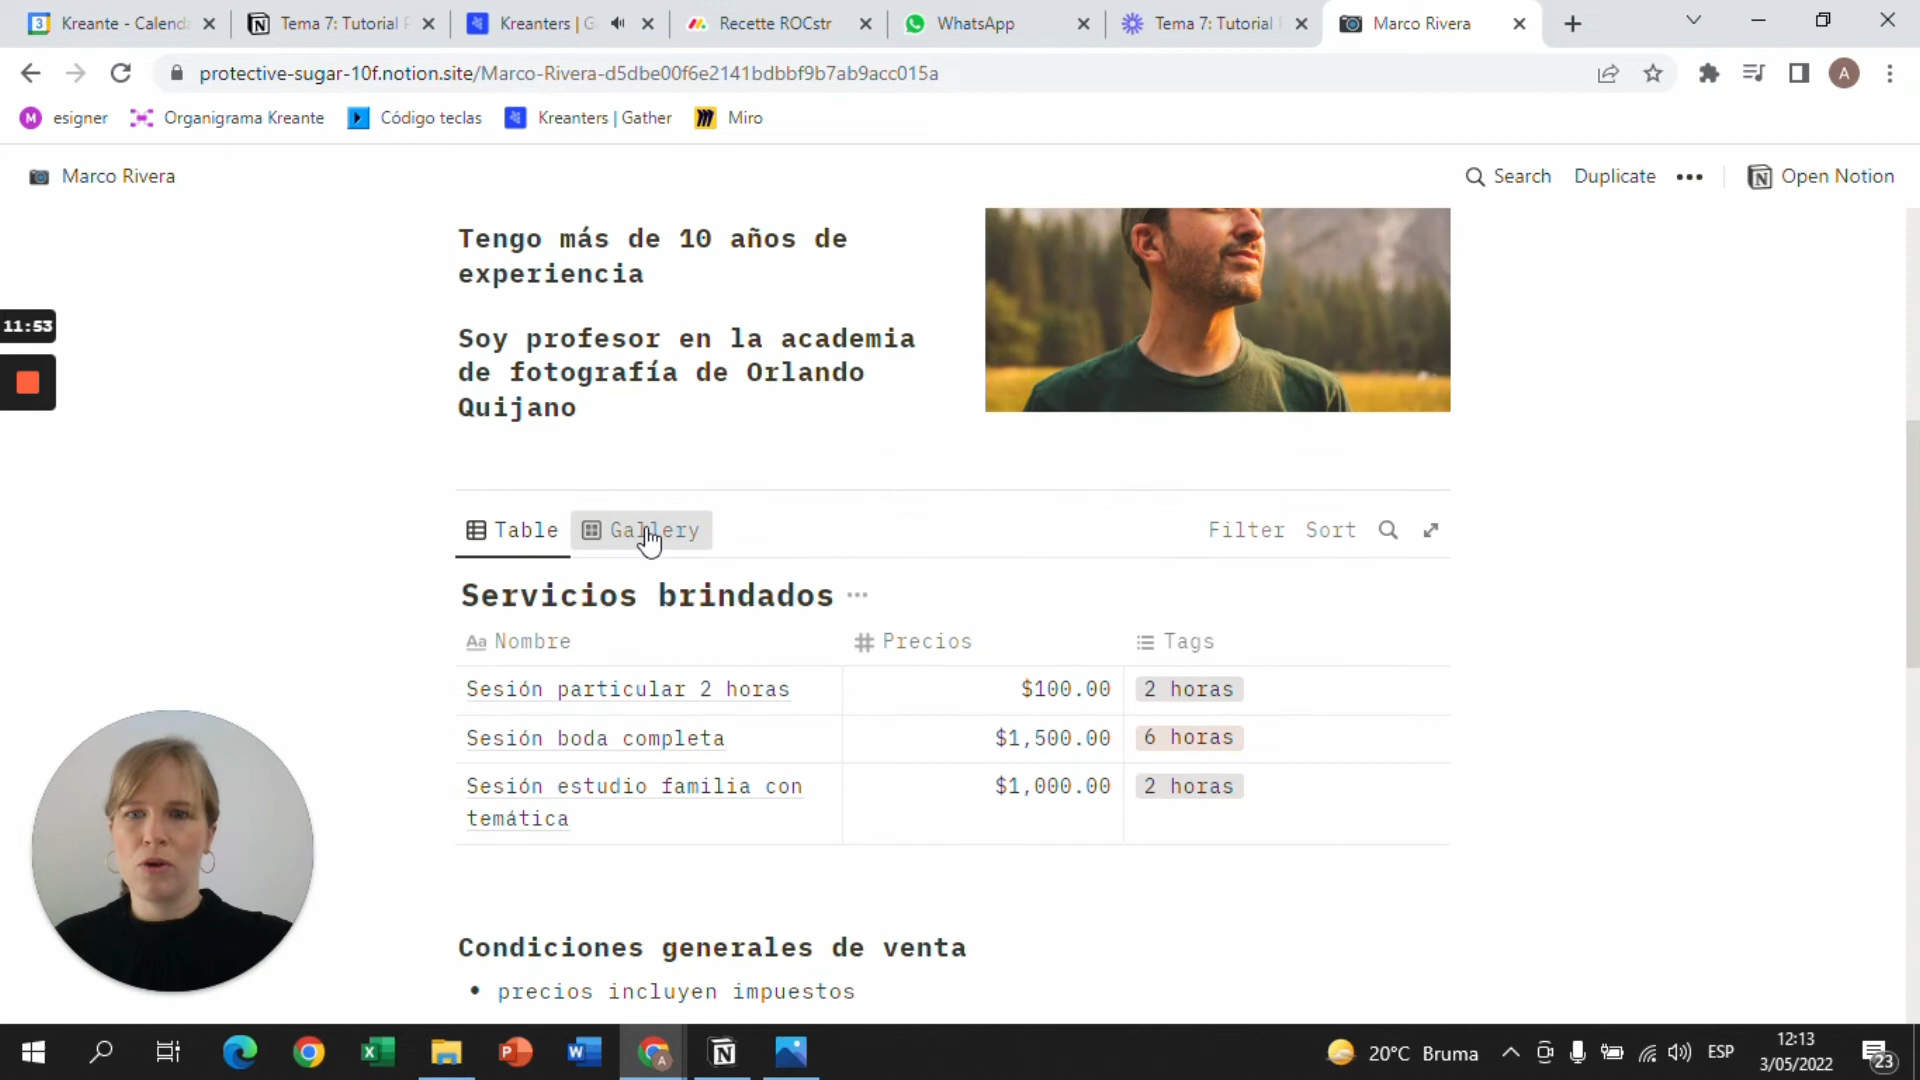 Kreante - Calenda
Tema 7: Tutorial P
Kreanters | Ga
Recette ROCstr
WhatsApp
Tema 7: Tutorial
Marco Rivera
protective-sugar-10f.notion.site/Marco-Rivera-d5dbe00f6e2141bdbbf9b7ab9acc015a
A
M esigner
Organigrama Kreante
Código teclas
Kreanters | Gather
Miro
Marco Rivera
Search
Duplicate
Open Notion
Tengo más de 10 años de
experiencia
Soy profesor en la academia
de fotografía de Orlando
Quijano
11:53
Table
Gallery
Filter
Sort
Servicios brindados
Aa Nombre
# Precios
Tags
Sesión particular 2 horas
$100.00
2 horas
Sesión boda completa
$1,500.00
6 horas
Sesión estudio familia con
temática
$1,000.00
2 horas
Condiciones generales de venta
• precios incluyen impuestos
20°C Bruma
ESP
12:13
3/05/2022
23